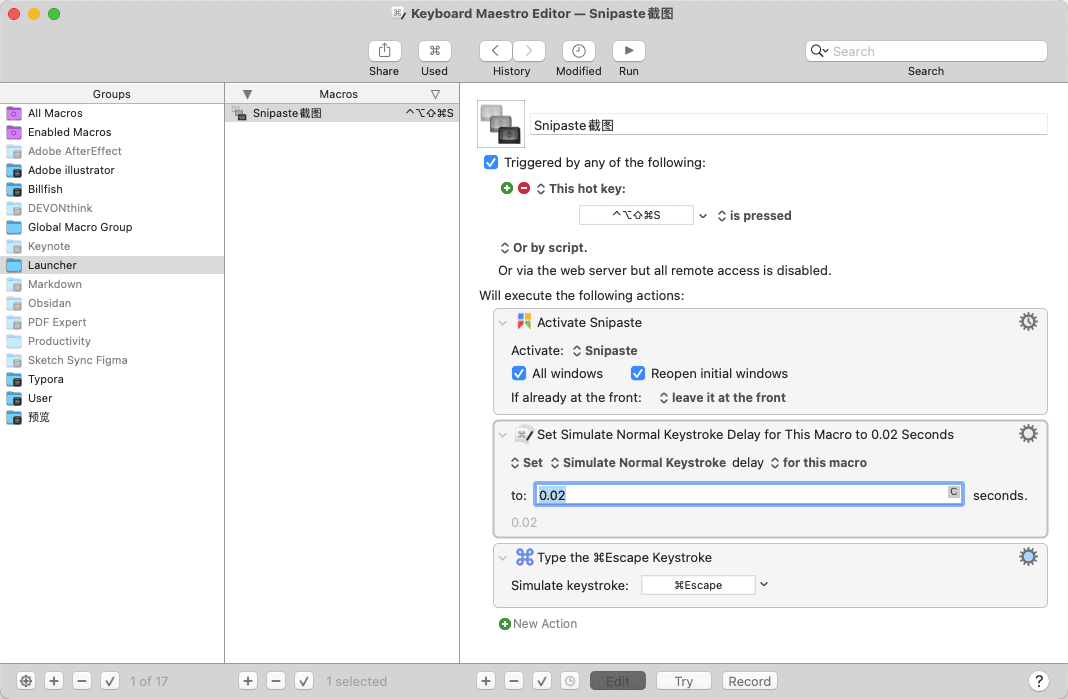 Keyboard Maestro Editor — Snipaste截图
Share
Used
History
Modified
Run
Search
Search
Groups
All Macros
Enabled Macros
Adobe AfterEffect
Adobe illustrator
Billfish
DEVONthink
Global Macro Group
Keynote
Launcher
Markdown
Obsidan
PDF Expert
Productivity
Sketch Sync Figma
Typora
User
预览
Macros
Snipaste截图 ^⌥⇧⌘S
Snipaste截图
Triggered by any of the following:
This hot key:
^⌥⇧⌘S is pressed
Or by script.
Or via the web server but all remote access is disabled.
Will execute the following actions:
Activate Snipaste
Activate: Snipaste
All windows Reopen initial windows
If already at the front: leave it at the front
Set Simulate Normal Keystroke Delay for This Macro to 0.02 Seconds
Set Simulate Normal Keystroke delay for this macro
to: 0.02 C seconds.
0.02
Type the ⌘Escape Keystroke
Simulate keystroke: ⌘Escape
New Action
1 of 17
1 selected
Edit Try Record ?